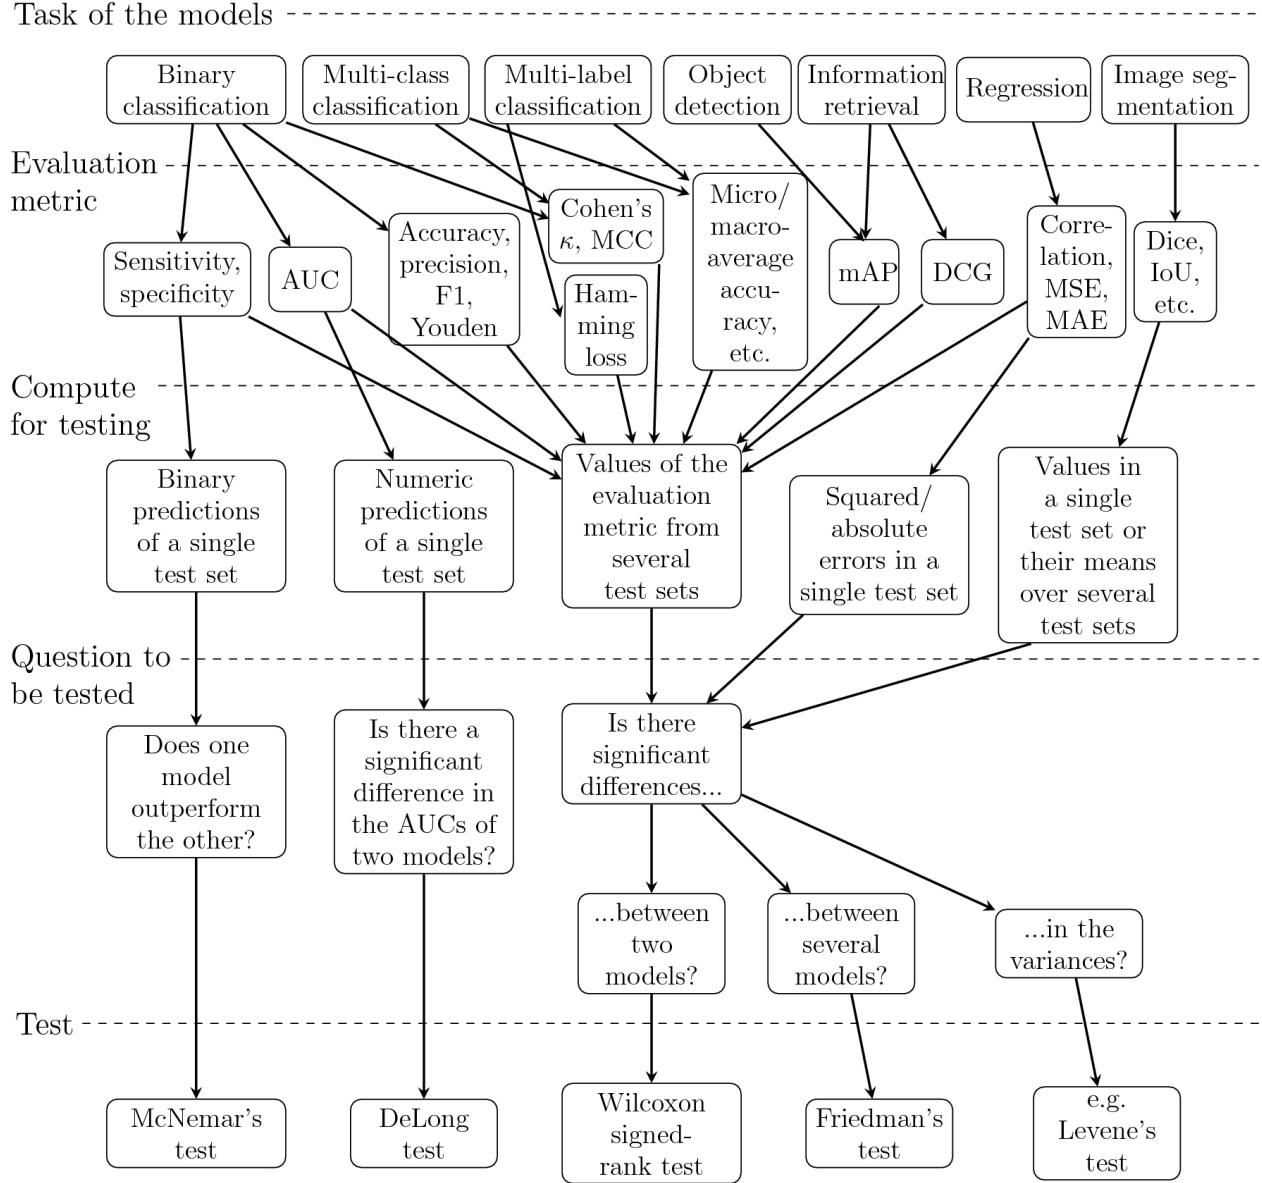 Task of the models
Binary
classification
Multi-class
classification
Multi-label
classification
Object
detection
Information
retrieval
Regression
Image seg-
mentation
Evaluation
metric
Sensitivity,
specificity
AUC
Accuracy,
precision,
F1,
Youden
Cohen's
κ, MCC
Ham-
ming
loss
Micro/
macro-
average
accu-
racy,
etc.
mAP
DCG
Corre-
lation,
MSE,
MAE
Dice,
IoU,
etc.
Compute
for testing
Binary
predictions
of a single
test set
Numeric
predictions
of a single
test set
Values of the
evaluation
metric from
several
test sets
Squared/
absolute
errors in a
single test set
Values in
a single
test set or
their means
over several
test sets
Question to
be tested
Does one
model
outperform
the other?
Is there a
significant
difference in
the AUCs of
two models?
Is there
significant
differences...
...between
two
models?
...between
several
models?
...in the
variances?
Test
McNemar's
test
DeLong
test
Wilcoxon
signed-
rank test
Friedman's
test
e.g.
Levene's
test